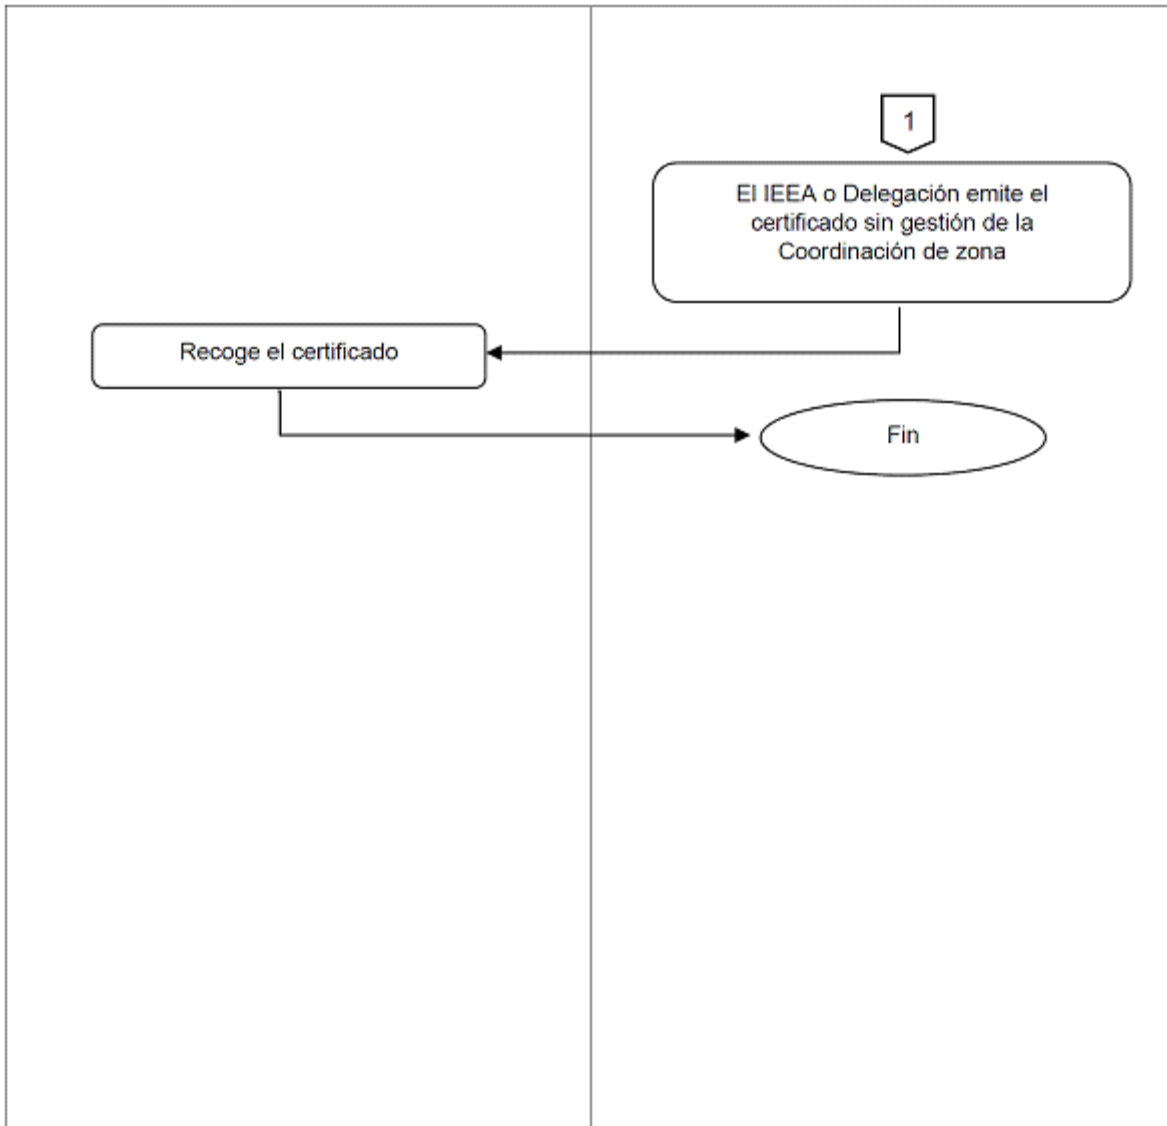 1
El IEEA o Delegación emite el
certificado sin gestión de la
Coordinación de zona
Recoge el certificado
Fin